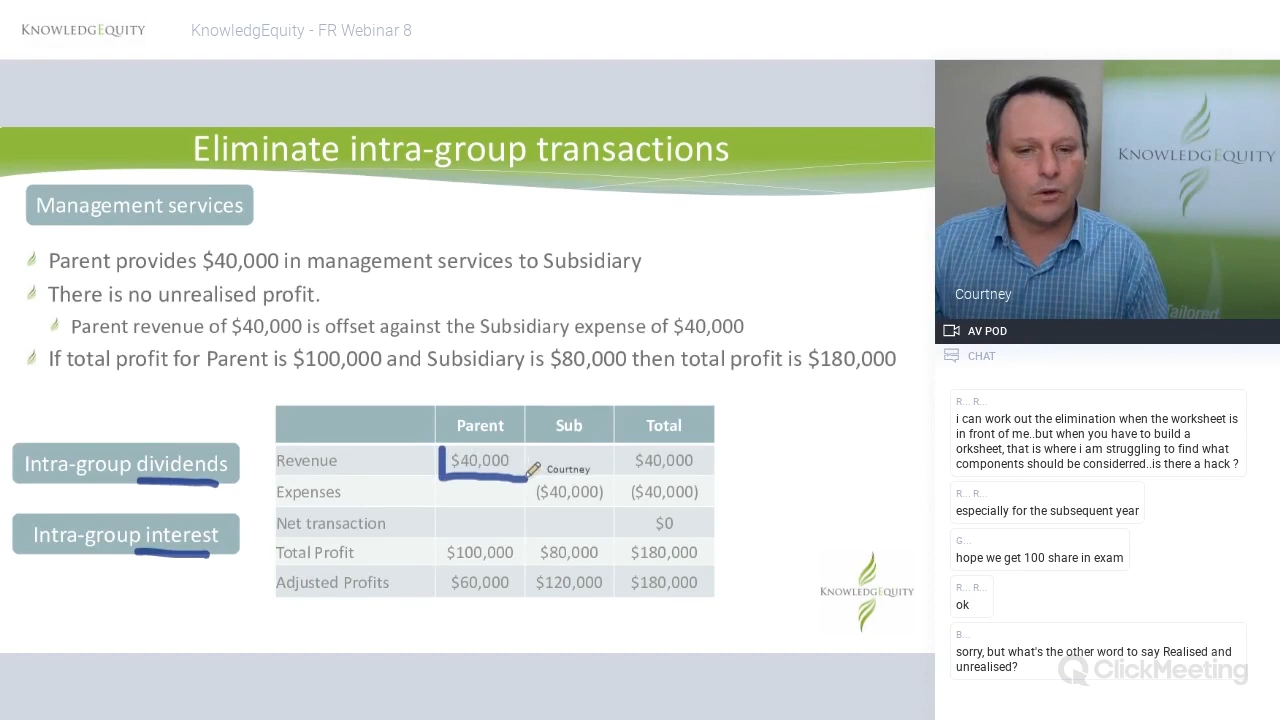 KNOWLEDGEQUITY
KnowledgEquity - FR Webinar 8
Eliminate intra-group transactions
Management services
Parent provides $40,000 in management services to Subsidiary
There is no unrealised profit.
Parent revenue of $40,000 is offset against the Subsidiary expense of $40,000
If total profit for Parent is $100,000 and Subsidiary is $80,000 then total profit is $180,000
Parent Sub Total
Revenue $40,000 $40,000
Courtney
Expenses ($40,000) ($40,000)
Net transaction $0
Total Profit $100,000 $80,000 $180,000
Adjusted Profits $60,000 $120,000 $180,000
Intra-group dividends
Intra-group interest
KNOWLEDGEQUITY
KNOWLEDGEQUITY
Tailored
Courtney
AV POD
CHAT
R... R...
i can work out the elimination when the worksheet is
in front of me..but when you have to build a
orksheet, that is where i am struggling to find what
components should be considerred..is there a hack ?
R... R...
especially for the subsequent year
G...
hope we get 100 share in exam
R... R...
ok
B...
sorry, but what's the other word to say Realised and
unrealised?
ClickMeeting